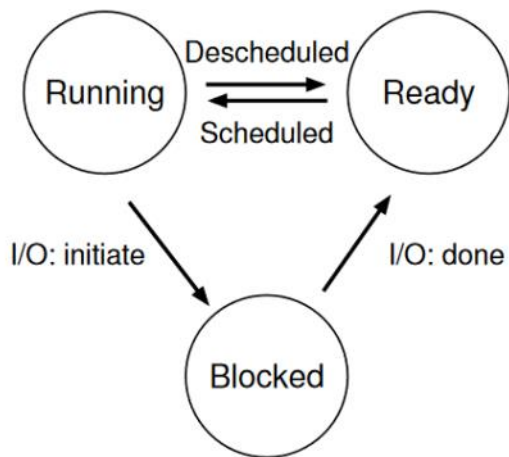 Descheduled
Running
Ready
Scheduled
I/O: initiate
I/O: done
Blocked